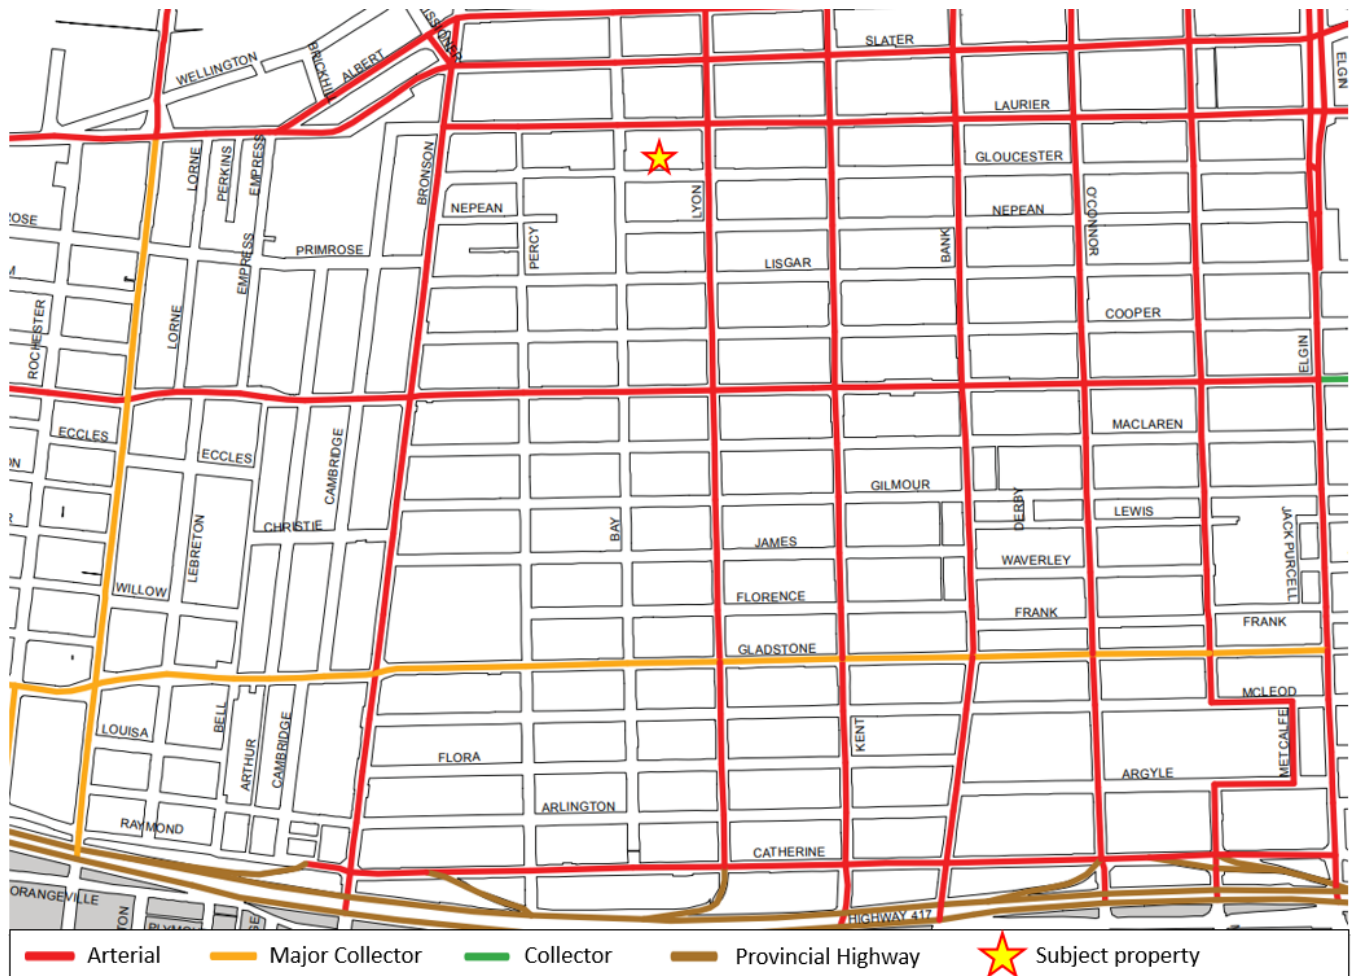 SLATER
ELGIN
WELLINGTON
BRICKHILL
ALBERT
LAURIER
LORNE
PERKINS
EMPRESS
BRONSON
GLOUCESTER
NEPEAN
LYON
NEPEAN
O'CONNOR
PERCY
BANK
PRIMROSE
EMPRESS
LISGAR
LORNE
COOPER
ROCHESTER
ELGIN
ECCLES
ECCLES
CAMBRIDGE
MACLAREN
GILMOUR
DERBY
LEWIS
JACK PURCELL
CHRISTIE
BAY
JAMES
LEBRETON
WAVERLEY
WILLOW
FLORENCE
FRANK
FRANK
GLADSTONE
MCLEOD
LOUISA
BELL
ARTHUR
CAMBRIDGE
KENT
METCALFE
FLORA
ARGYLE
ARLINGTON
RAYMOND
CATHERINE
ORANGEVILLE
HIGHWAY 417
Arterial
Major Collector
Collector
Provincial Highway
Subject property